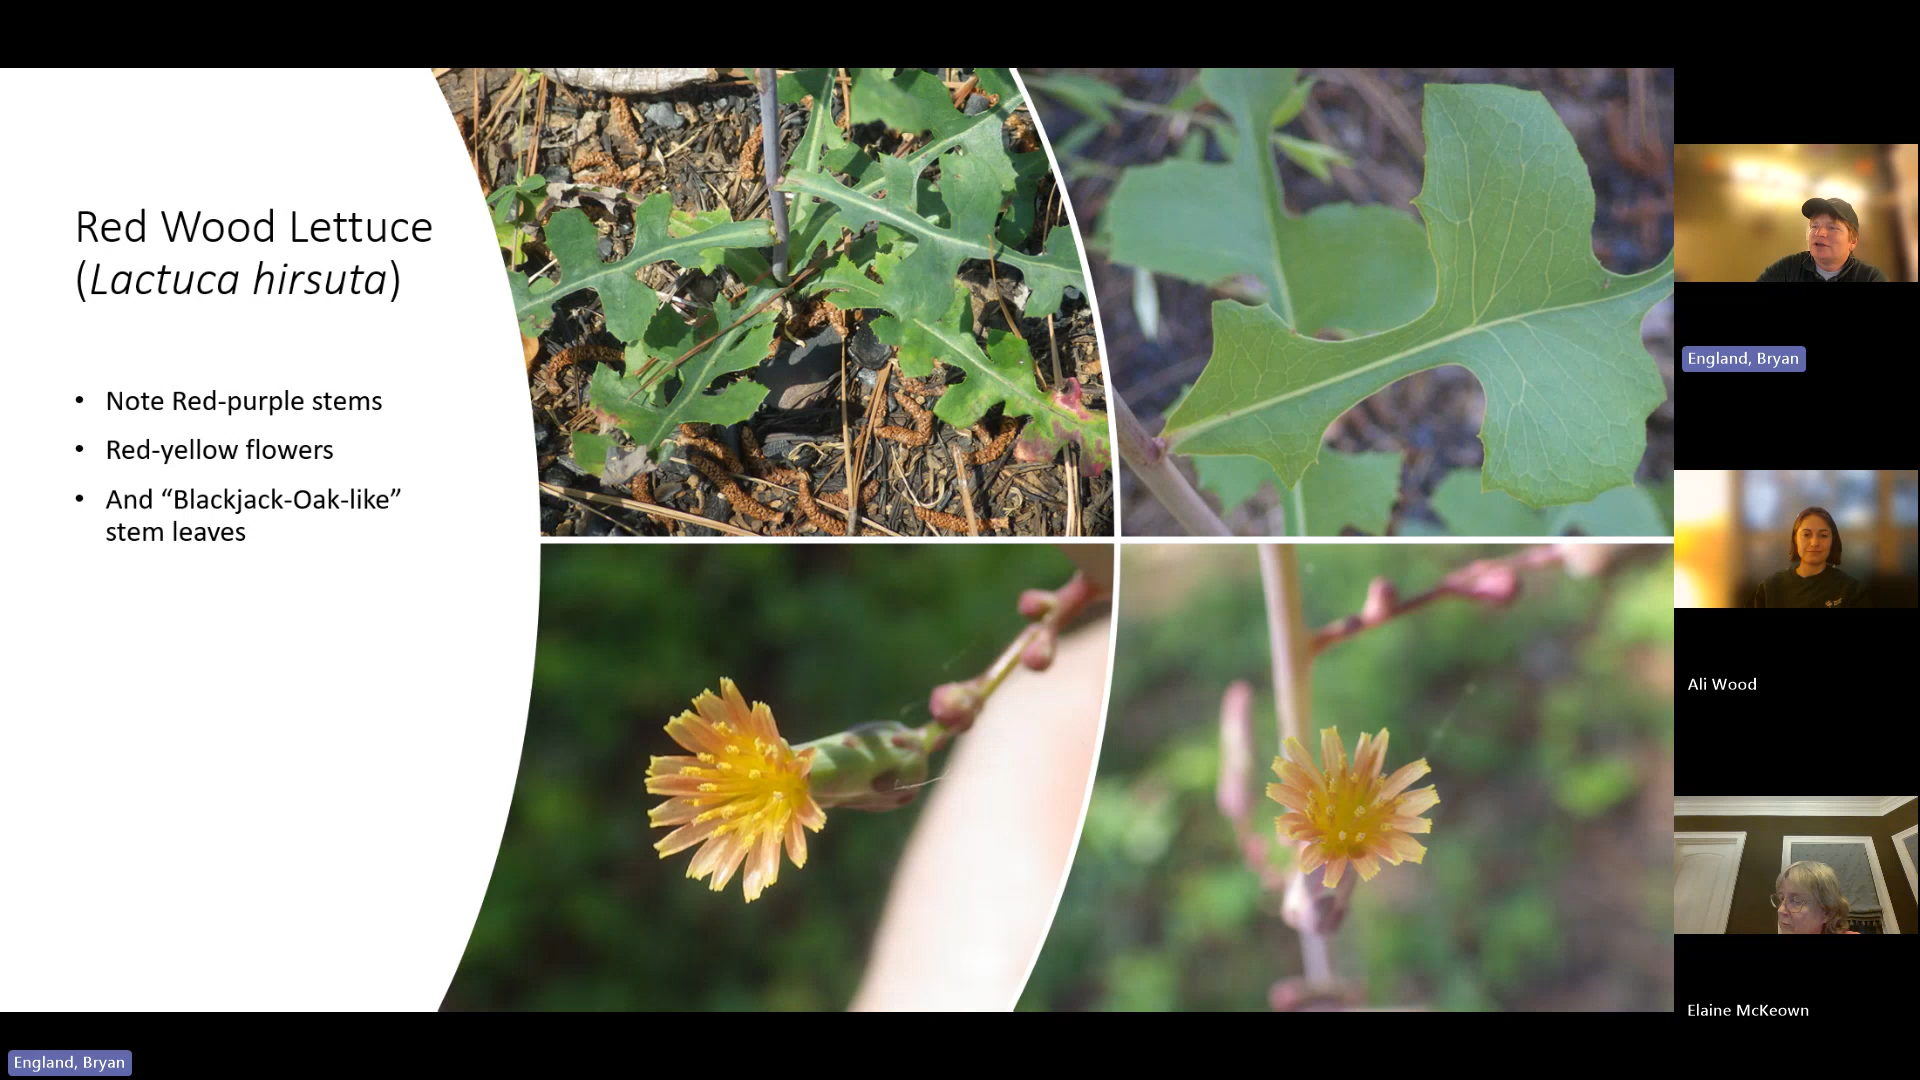 Red Wood Lettuce
(Lactuca hirsuta)
• Note Red-purple stems
• Red-yellow flowers
• And “Blackjack-Oak-like”
stem leaves
England, Bryan
Ali Wood
Elaine McKeown
England, Bryan